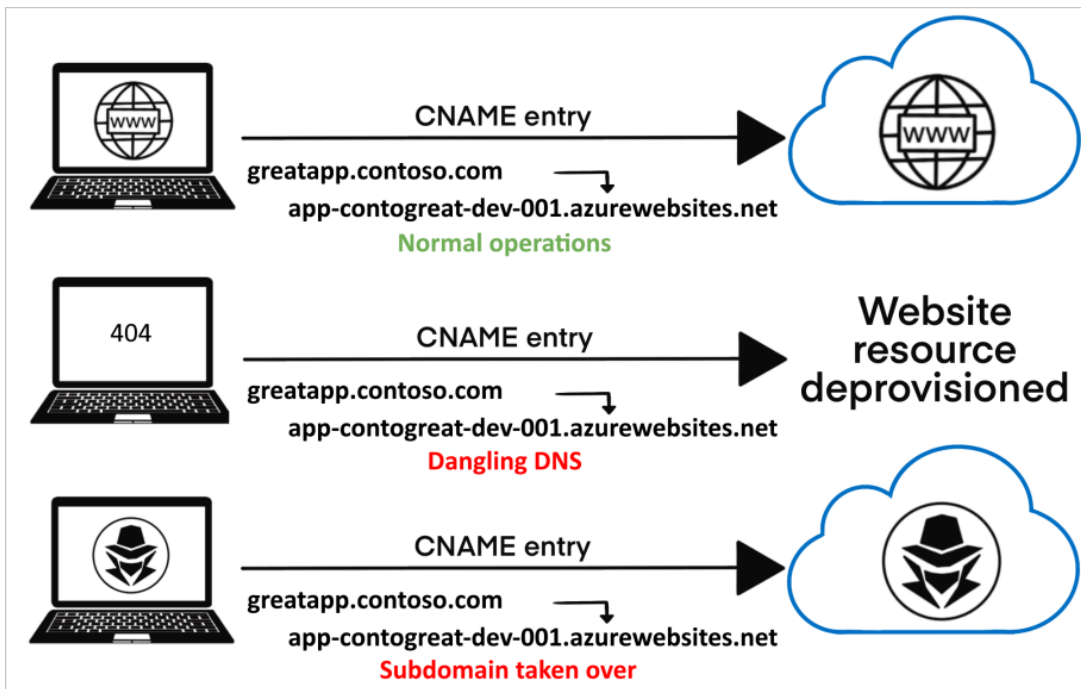 WWW
CNAME entry
WWW
greatapp.contoso.com
app-contogreat-dev-001.azurewebsites.net
Normal operations
404
CNAME entry
Website
resource
deprovisioned
greatapp.contoso.com
app-contogreat-dev-001.azurewebsites.net
Dangling DNS
CNAME entry
greatapp.contoso.com
app-contogreat-dev-001.azurewebsites.net
Subdomain taken over